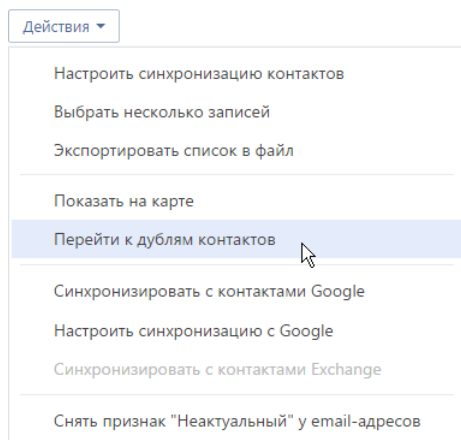 Действия
Настроить синхронизацию контактов
Выбрать несколько записей
Экспортировать список в файл
Показать на карте
Перейти к дублям контактов
Синхронизировать с контактами Google
Настроить синхронизацию с Google
Синхронизировать с контактами Exchange
Снять признак "Неактуальный" у email-адресов